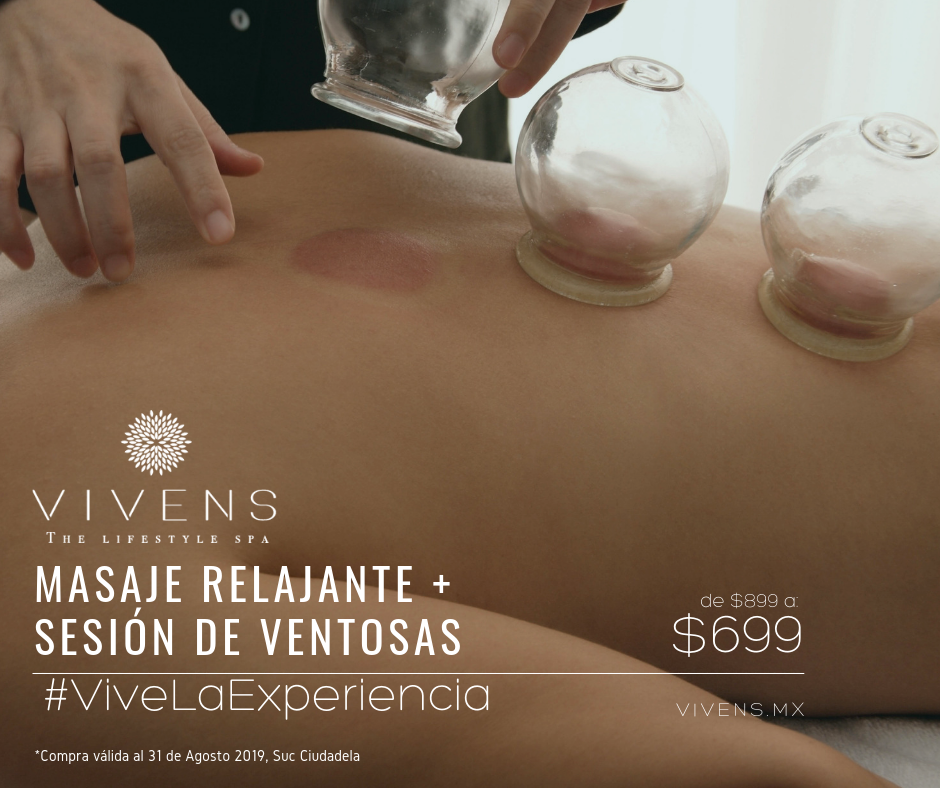 VIVENS
THE LIFESTYLE SPA
MASAJE RELAJANTE +
SESIÓN DE VENTOSAS
de $899 a:
$699
#ViveLaExperiencia
VIVENS.MX
*Compra válida al 31 de Agosto 2019, Suc Ciudadela